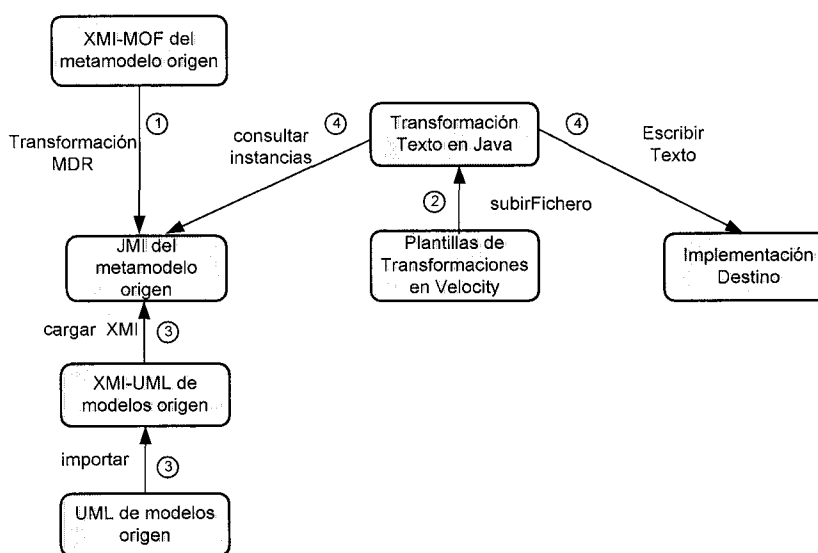 XMI-MOF del
metamodelo origen
1
Transformación
MDR
consultar
instancias
4
Transformación
Texto en Java
4
Escribir
Texto
2
subirFichero
JMI del
metamodelo
origen
Plantillas de
Transformaciones
en Velocity
Implementación
Destino
cargar XMI
3
XMI-UML de
modelos origen
importar
3
UML de modelos
origen